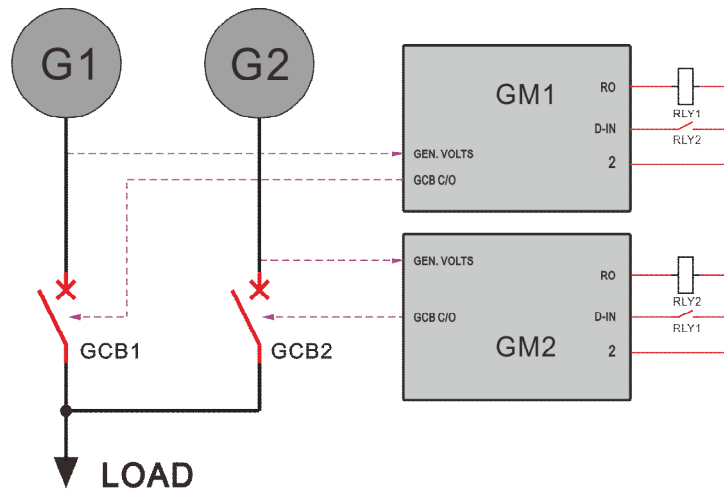 G1
G2
GM1
RO
RLY1
D-IN
RLY2
GEN. VOLTS
2
GCB C/O
GEN. VOLTS
RO
RLY2
GCB C/O
D-IN
RLY1
GM2
2
GCB1
GCB2
LOAD